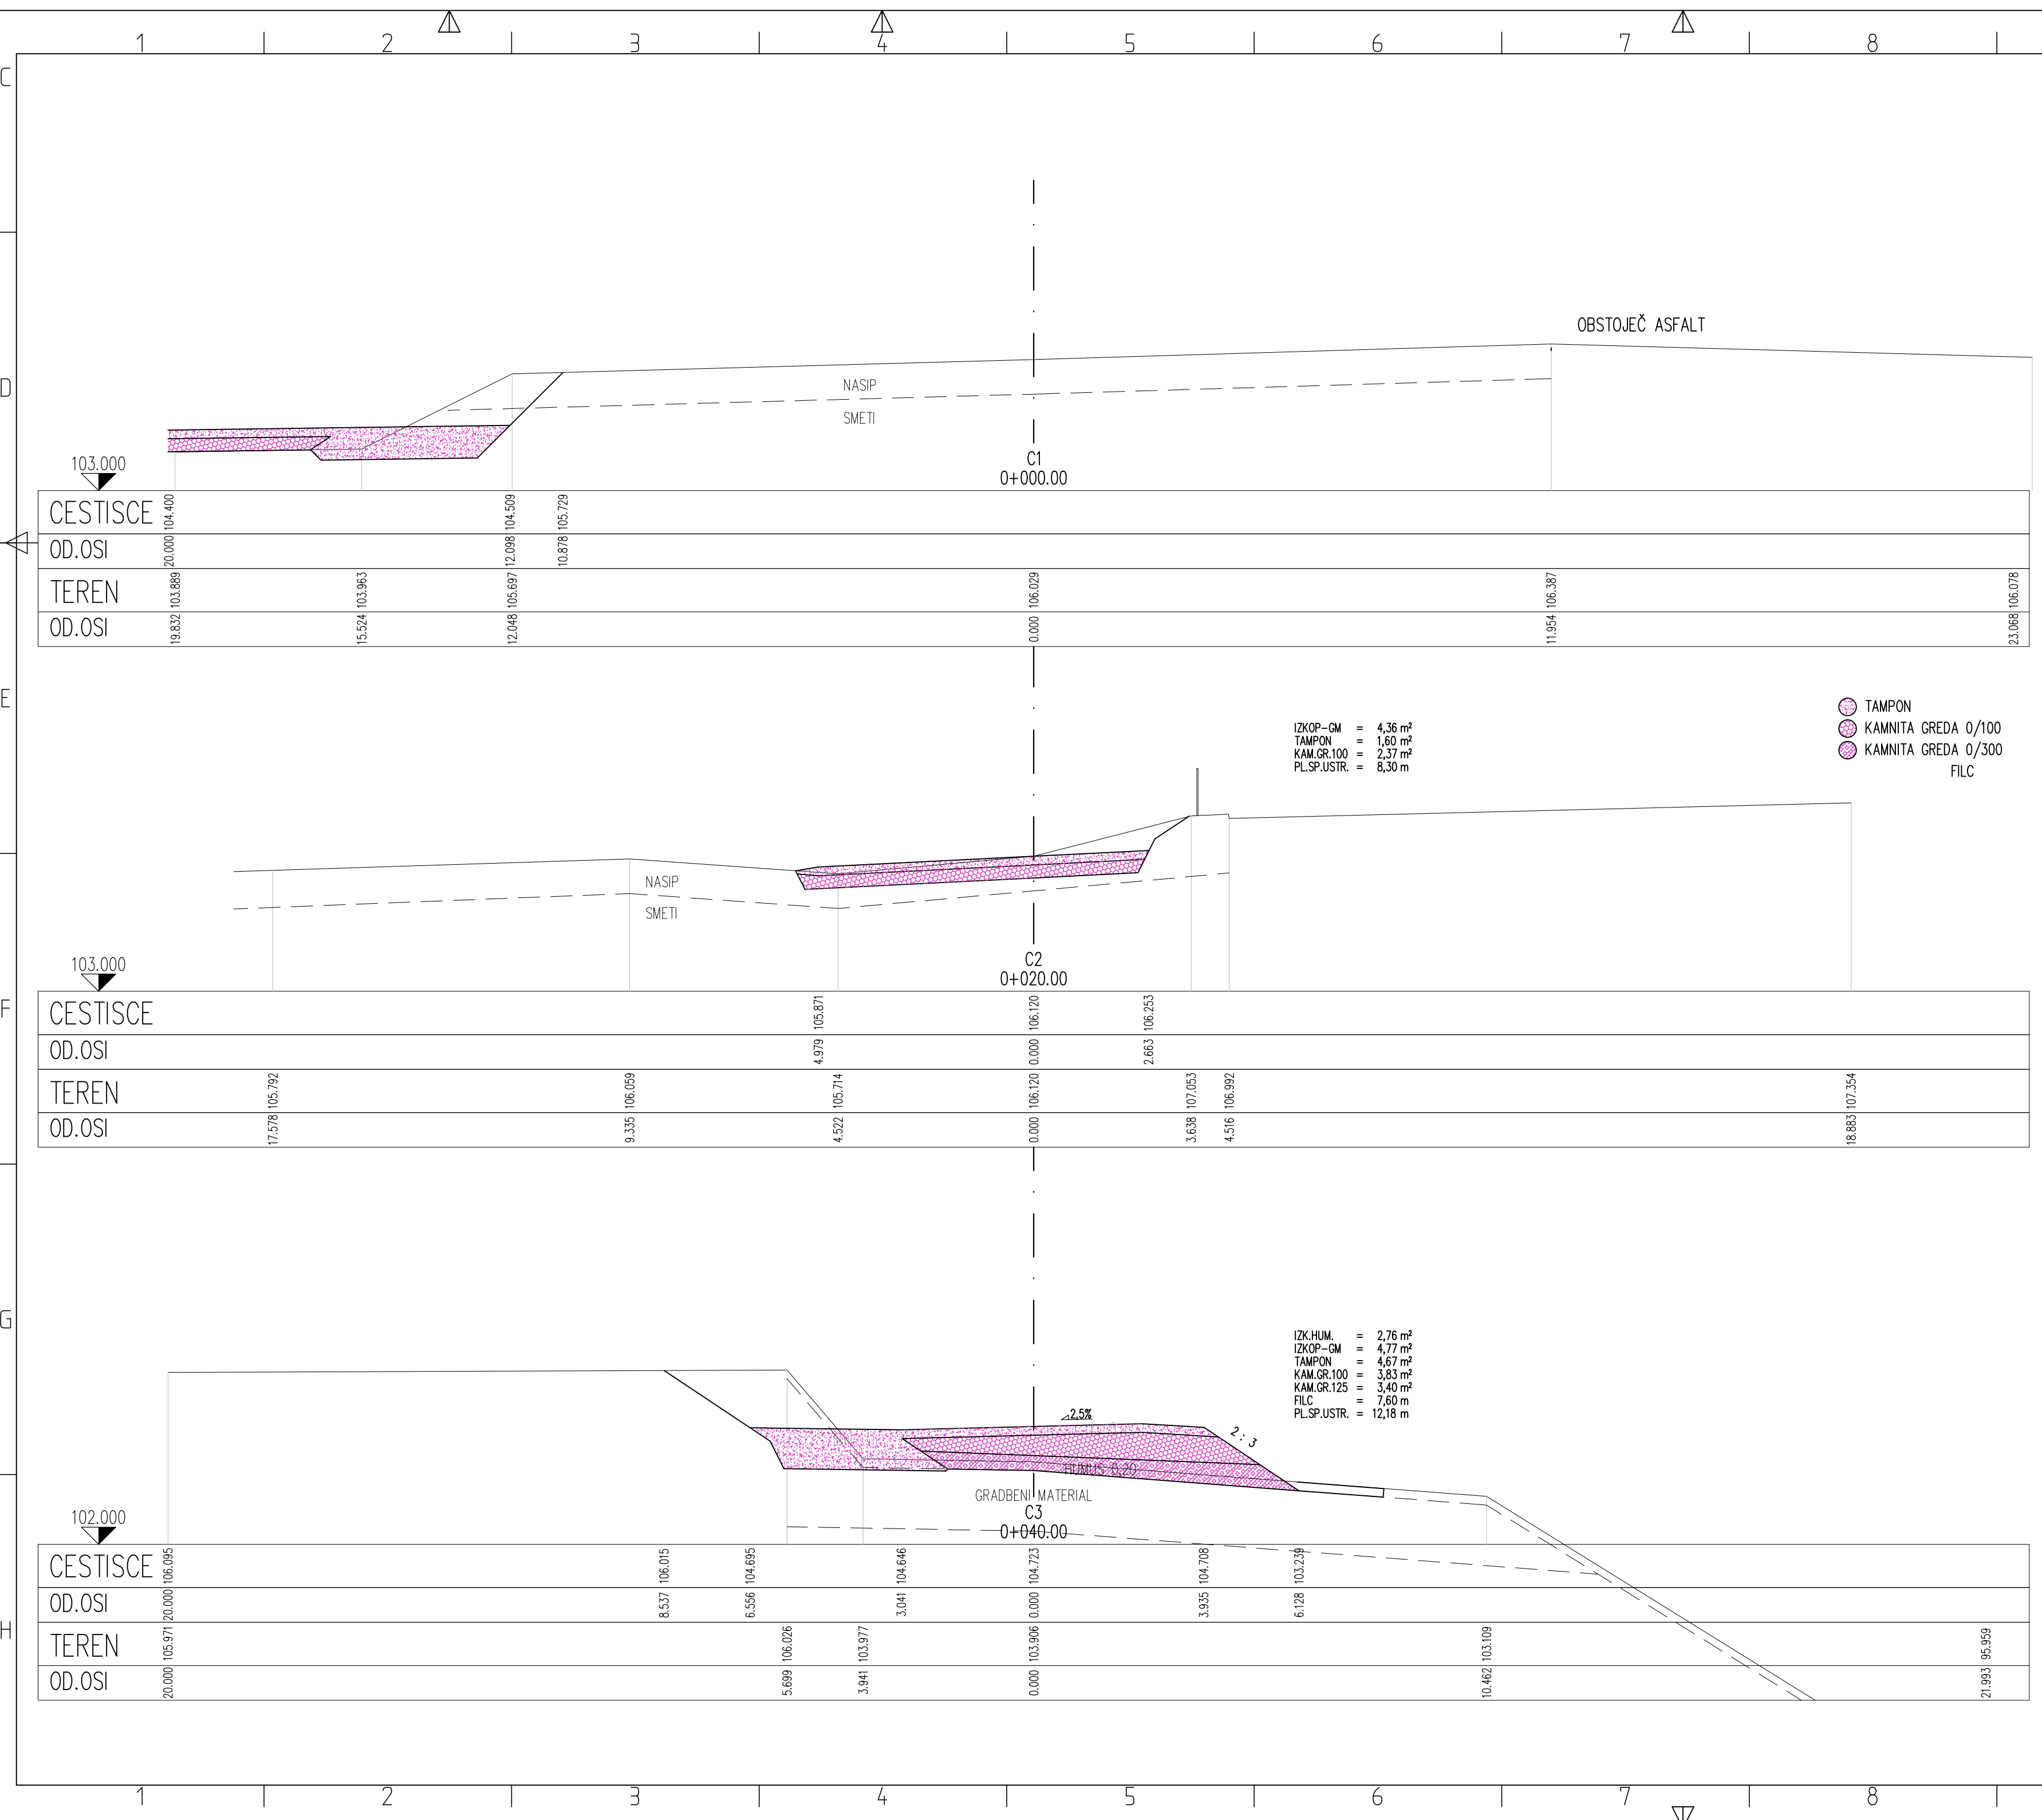 1 2 3 4 5 6 7 8
C
D
OBSTOJEČ ASFALT
NASIP
SMETI
C1
0+000.00
103.000
CESTISCE 104.400 104.509 105.729
OD.OSI 20.000 12.098 10.878
TEREN 103.889 103.963 105.697 106.029 106.387 106.078
OD.OSI 19.832 15.524 12.048 0.000 11.954 23.068
E
TAMPON
KAMNITA GREDA 0/100
KAMNITA GREDA 0/300
FILC
IZKOP-GM = 4,36 m²
TAMPON = 1,60 m²
KAM.GR.100 = 2,37 m²
PL.SP.USTR. = 8,30 m
NASIP
SMETI
C2
0+020.00
103.000
F
CESTISCE 105.871 106.120 106.253
OD.OSI 4.979 0.000 2.663
TEREN 105.792 106.059 105.714 106.120 107.053 106.992 107.354
OD.OSI 17.578 9.335 4.522 0.000 3.638 4.516 18.883
G
IZK.HUM. = 2,76 m²
IZKOP-GM = 4,77 m²
TAMPON = 4,67 m²
KAM.GR.100 = 3,83 m²
KAM.GR.125 = 3,40 m²
FILC = 7,60 m
PL.SP.USTR. = 12,18 m
2,5%
2 : 3
HUMUS 0,20
GRADBENI MATERIAL
C3
0+040.00
102.000
CESTISCE 106.095 106.015 104.695 104.646 104.723 104.708 103.239
OD.OSI 20.000 8.537 6.556 3.041 0.000 3.935 6.128
H
TEREN 105.971 106.026 103.977 103.906 103.109 95.959
OD.OSI 20.000 5.699 3.941 0.000 10.462 21.993
1 2 3 4 5 6 7 8